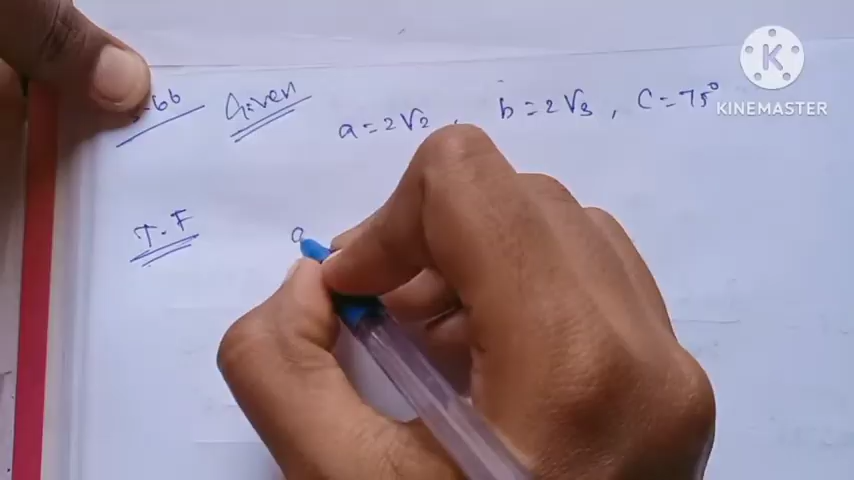 -66 Given a = 2√2, b = 2√3, C = 75°
T.F a
KINEMASTER